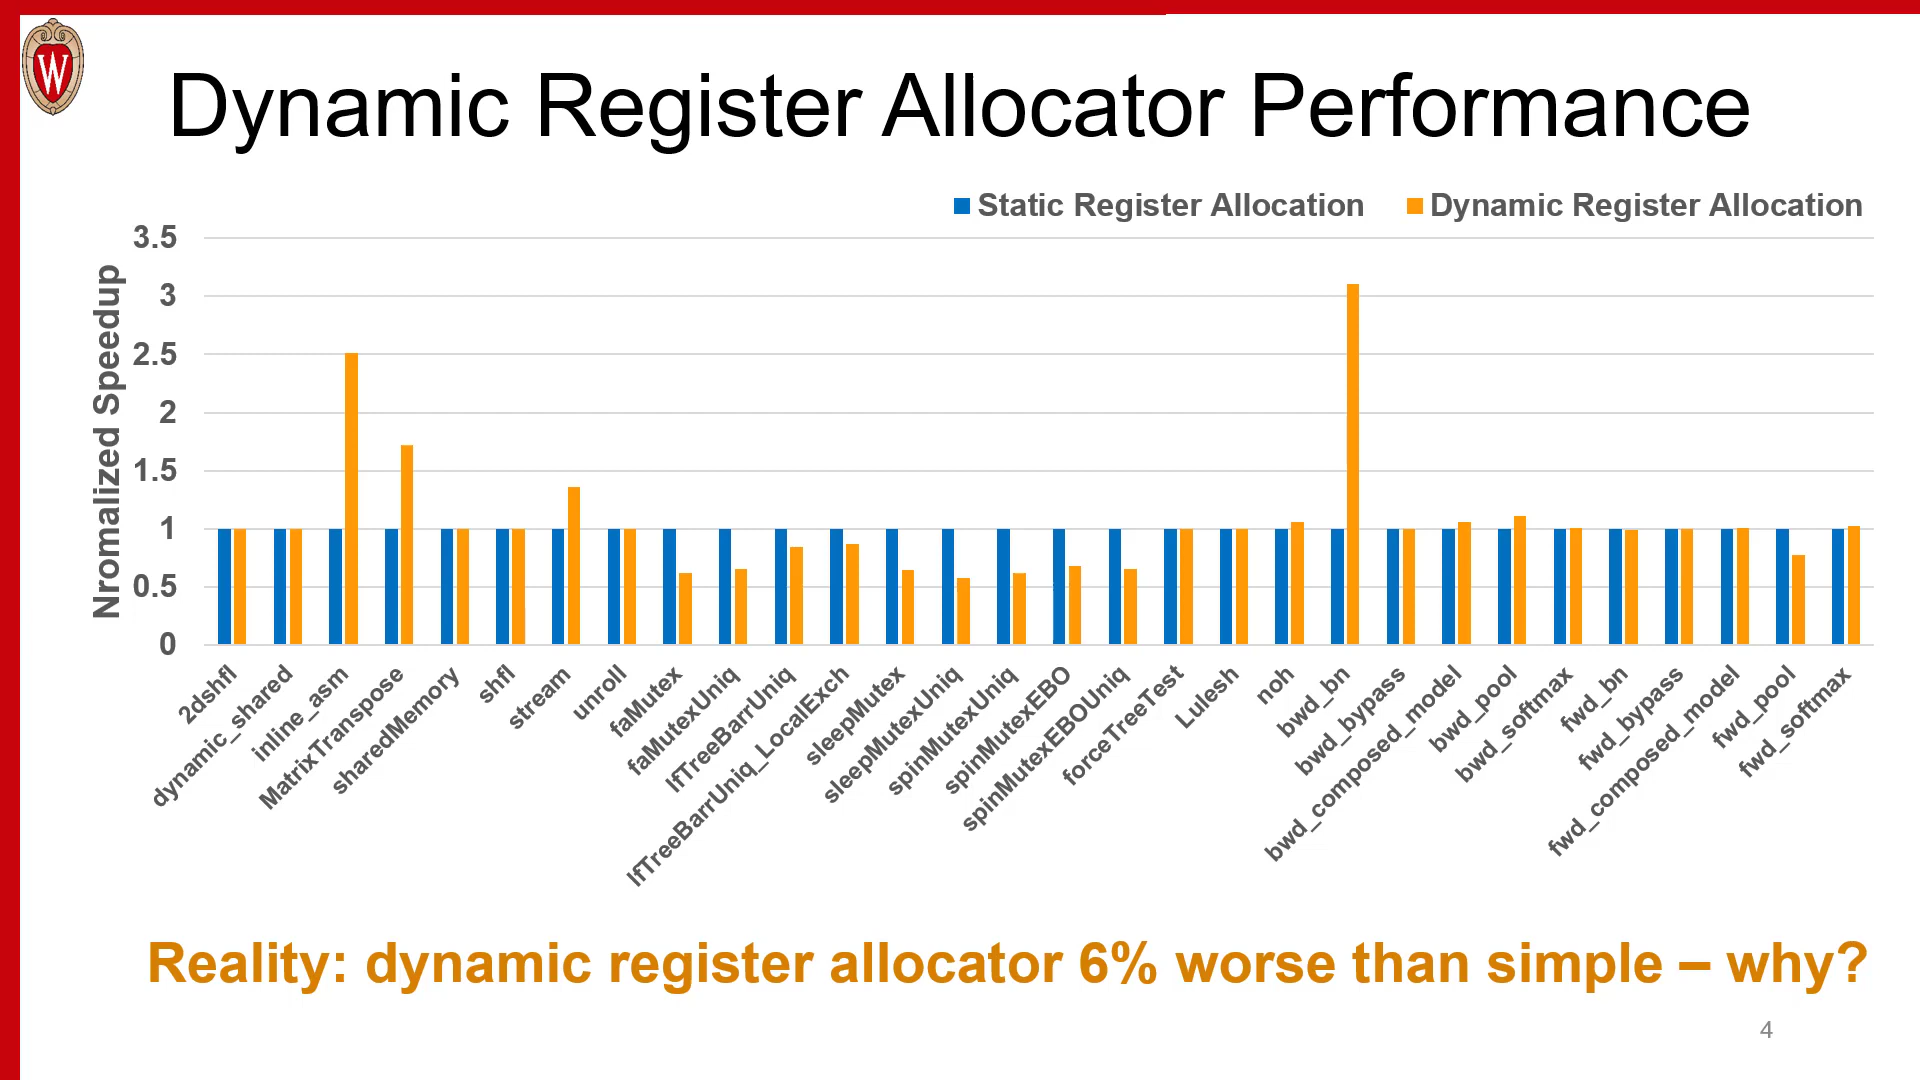 W
Dynamic Register Allocator Performance
Static Register Allocation
Dynamic Register Allocation
Nromalized Speedup
3.5
3
2.5
2
1.5
1
0.5
0
2dshfl
dynamic_shared
inline_asm
MatrixTranspose
sharedMemory
shfl
stream
unroll
faMutex
faMutexUniq
lfTreeBarrUniq
lfTreeBarrUniq_LocalExch
sleepMutex
sleepMutexUniq
spinMutexUniq
spinMutexEBO
spinMutexEBOUniq
forceTreeTest
Lulesh
noh
bwd_bn
bwd_bypass
bwd_composed_model
bwd_pool
bwd_softmax
fwd_bn
fwd_bypass
fwd_composed_model
fwd_pool
fwd_softmax
Reality: dynamic register allocator 6% worse than simple – why?
4